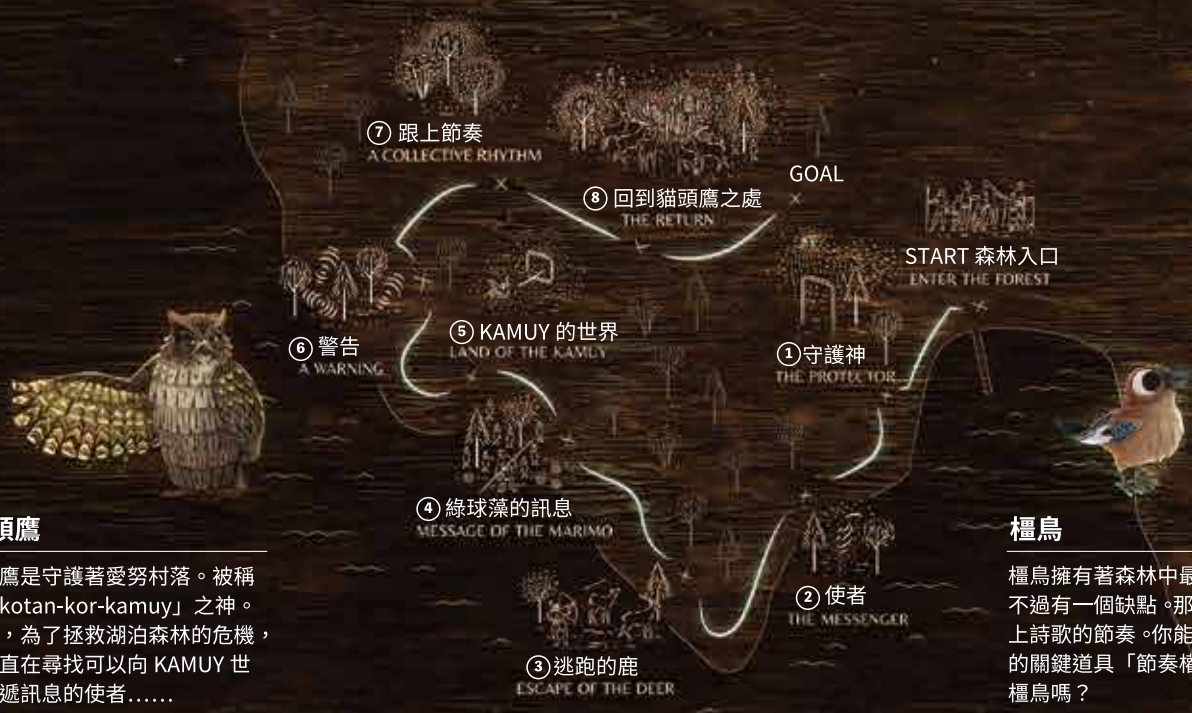 ⑦ 跟上節奏
A COLLECTIVE RHYTHM
⑧ 回到貓頭鷹之處
THE RETURN
GOAL
START 森林入口
ENTER THE FOREST
① 守護神
THE PROTECTOR
⑤ KAMUY 的世界
LAND OF THE KAMUY
⑥ 警告
A WARNING
④ 綠球藻的訊息
MESSAGE OF THE MARIMO
② 使者
THE MESSENGER
③ 逃跑的鹿
ESCAPE OF THE DEER
頭鷹
鷹是守護著愛努村落。被稱
kotan-kor-kamuy」之神。
，為了拯救湖泊森林的危機，
直在尋找可以向 KAMUY 世
遞訊息的使者……
橿鳥
橿鳥擁有著森林中最
不過有一個缺點。那
上詩歌的節奏。你能
的關鍵道具「節奏權
橿鳥嗎？